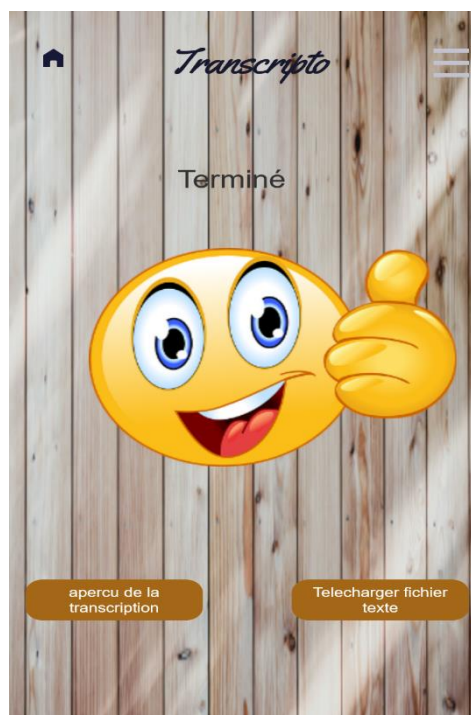 Transcripto
Terminé
apercu de la
transcription
Telecharger fichier
texte